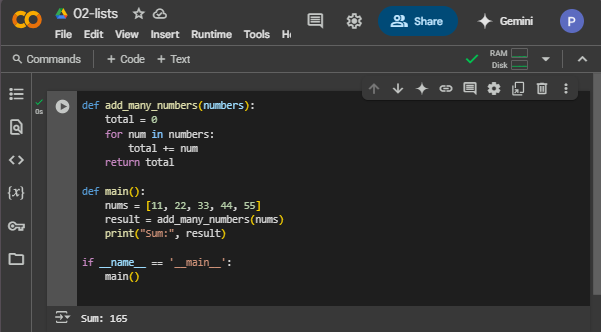 02-lists
File Edit View Insert Runtime Tools
Share
Gemini
P
Commands + Code + Text
RAM
Disk
0s
def add_many_numbers(numbers):
    total = 0
    for num in numbers:
        total += num
    return total
def main():
    nums = [11, 22, 33, 44, 55]
    result = add_many_numbers(nums)
    print("Sum:", result)
if __name__ == '__main__':
    main()
{x}
Sum: 165